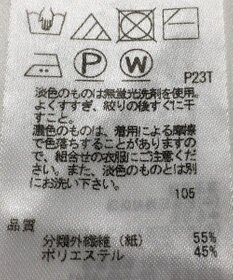 P
W
P23T
淡色のものは無蛍光洗剤を使用。
よくすすぎ、絞りの後すぐに干
すこと。
濃色のものは、着用による摩擦
で色落ちすることがありますの
で、組合せの衣服にご注意くださ
い。また、淡色のものとは別
にお洗い下さい。
105
品質
分類外繊維（紙） 55%
ポリエステル 45%